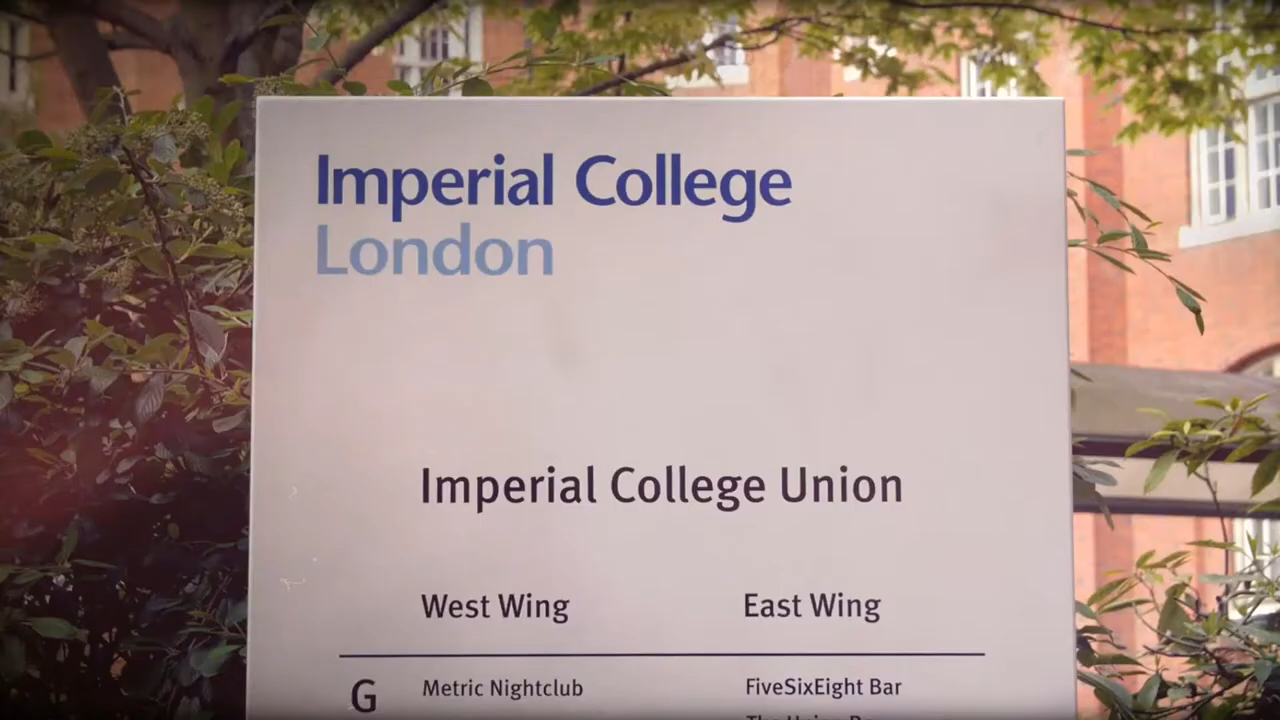 Imperial College
London
Imperial College Union
West Wing East Wing
G Metric Nightclub FiveSixEight Bar